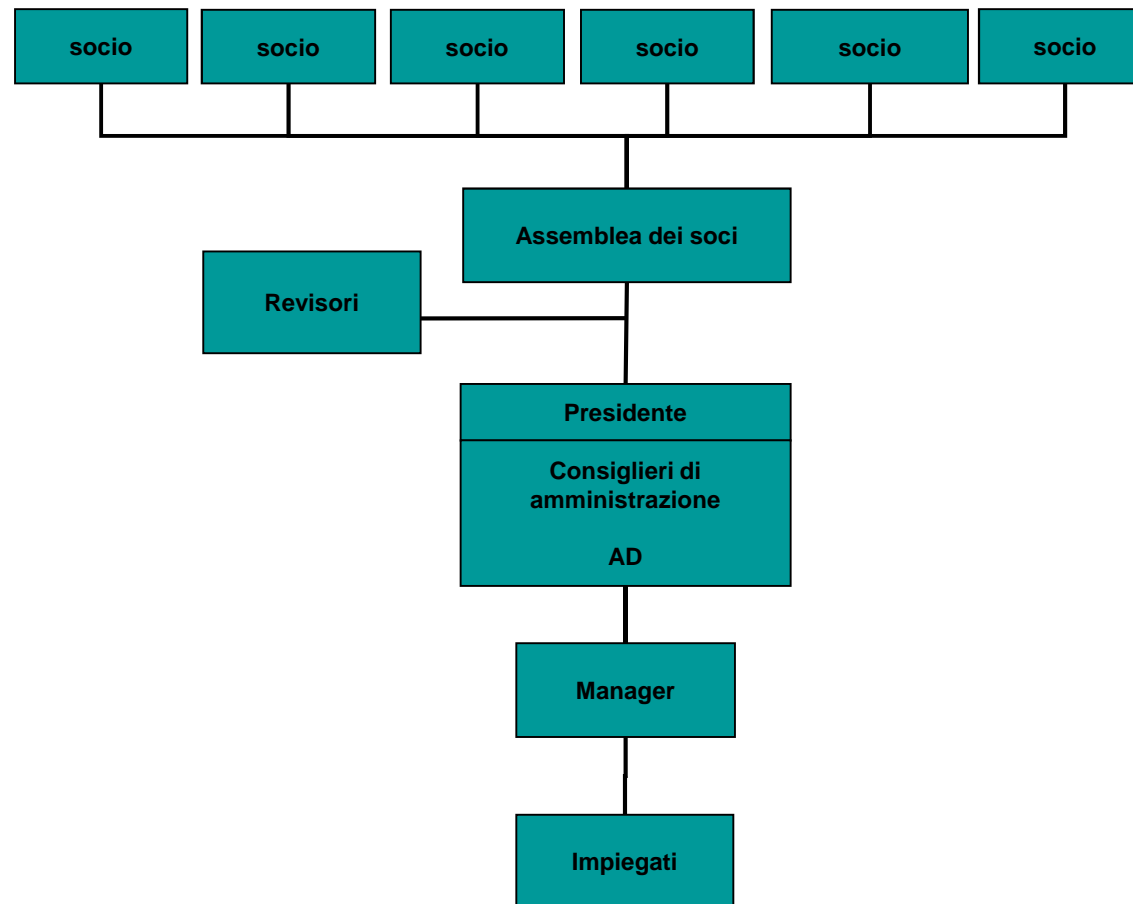 socio
socio
socio
socio
socio
socio
Assemblea dei soci
Revisori
Presidente
Consiglieri di
amministrazione
AD
Manager
Impiegati